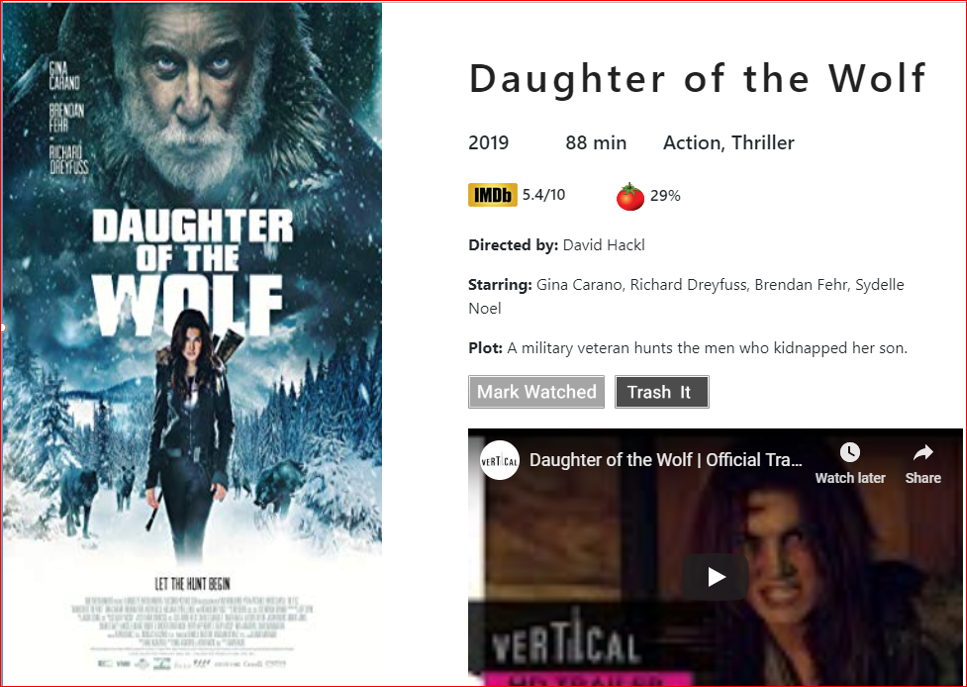 GINA
CARANO
BRENDAN
FEHR
RICHARD
DREYFUSS
DAUGHTER
OF THE
WOLF
LET THE HUNT BEGIN
Daughter of the Wolf
2019 88 min Action, Thriller
IMDb 5.4/10 29%
Directed by: David Hackl
Starring: Gina Carano, Richard Dreyfuss, Brendan Fehr, Sydelle
Noel
Plot: A military veteran hunts the men who kidnapped her son.
Mark Watched Trash It
VERTICAL Daughter of the Wolf | Official Tra... Watch later Share
VERTICAL
HD TRAILER